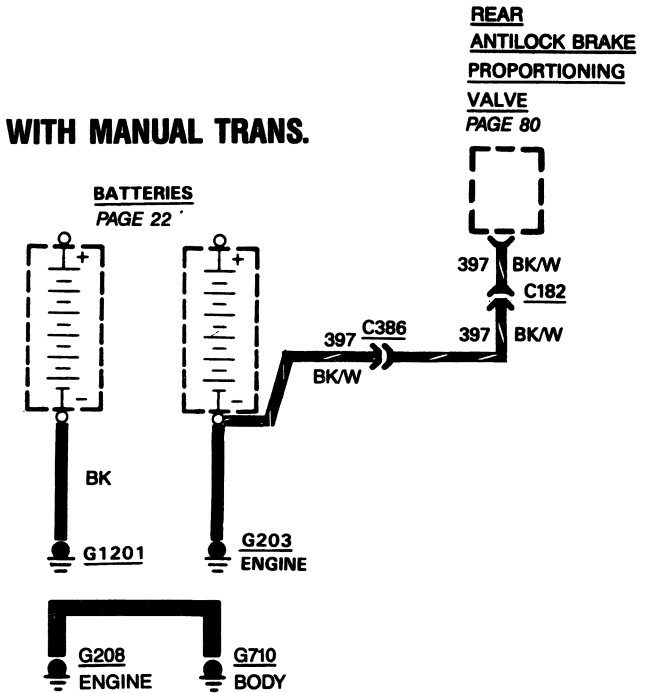 REAR
ANTILOCK BRAKE
PROPORTIONING
VALVE
PAGE 80
WITH MANUAL TRANS.
BATTERIES
PAGE 22
+
+
397 BK/W
C182
397 C386
397 BK/W
BK/W
-
-
BK
G1201
G203
ENGINE
G208
ENGINE
G710
BODY